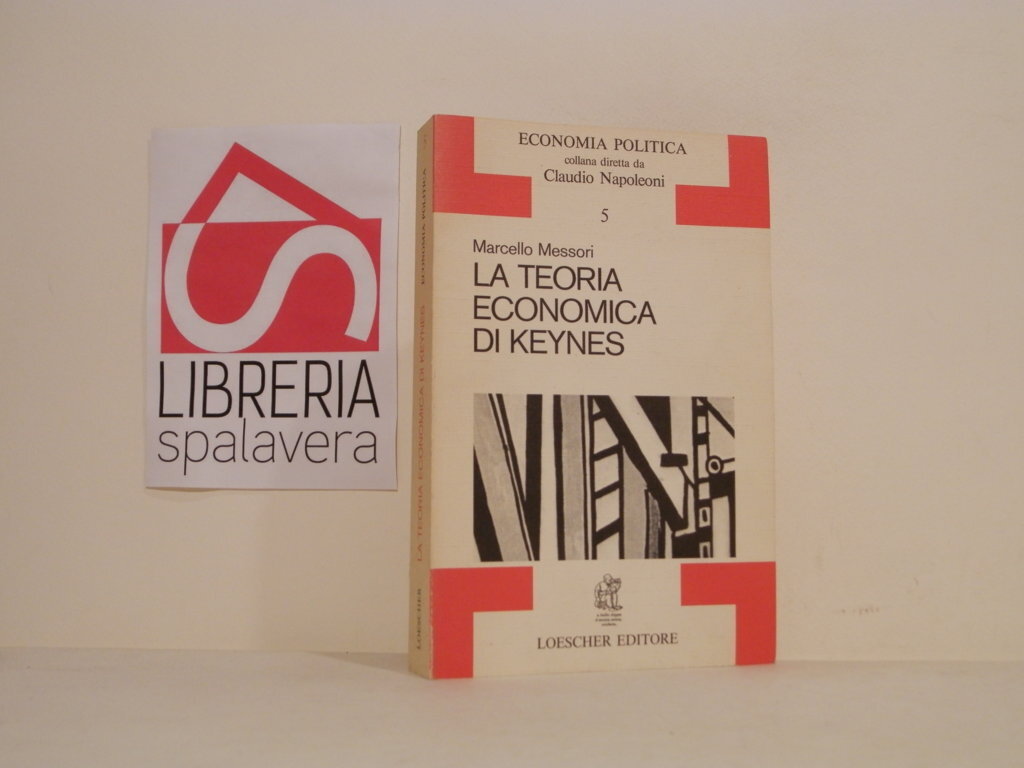 LIBRERIA
spalavera
ECONOMIA POLITICA
collana diretta da
Claudio Napoleoni
5
Marcello Messori
LA TEORIA
ECONOMICA
DI KEYNES
LOESCHER EDITORE
LOESCHER LA TEORIA ECONOMICA DI KEYNES ECONOMIA POLITICA